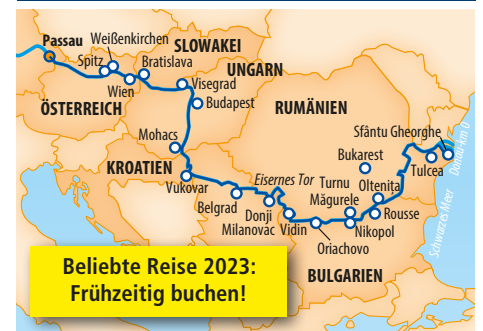 Passau
Weißenkirchen
Spitz
Bratislava
Wien
SLOWAKEI
UNGARN
Visegrad
Budapest
ÖSTERREICH
RUMÄNIEN
Mohacs
Sfântu Gheorghe
Donau-km 0
Bukarest
Tulcea
KROATIEN
Vukovar
Eisernes Tor
Turnu
Măgurele
Olteniţa
Schwarzes Meer
Belgrad
Donji
Milanovac
Vidin
Rousse
Nikopol
Oriachovo
BULGARIEN
Beliebte Reise 2023:
Frühzeitig buchen!